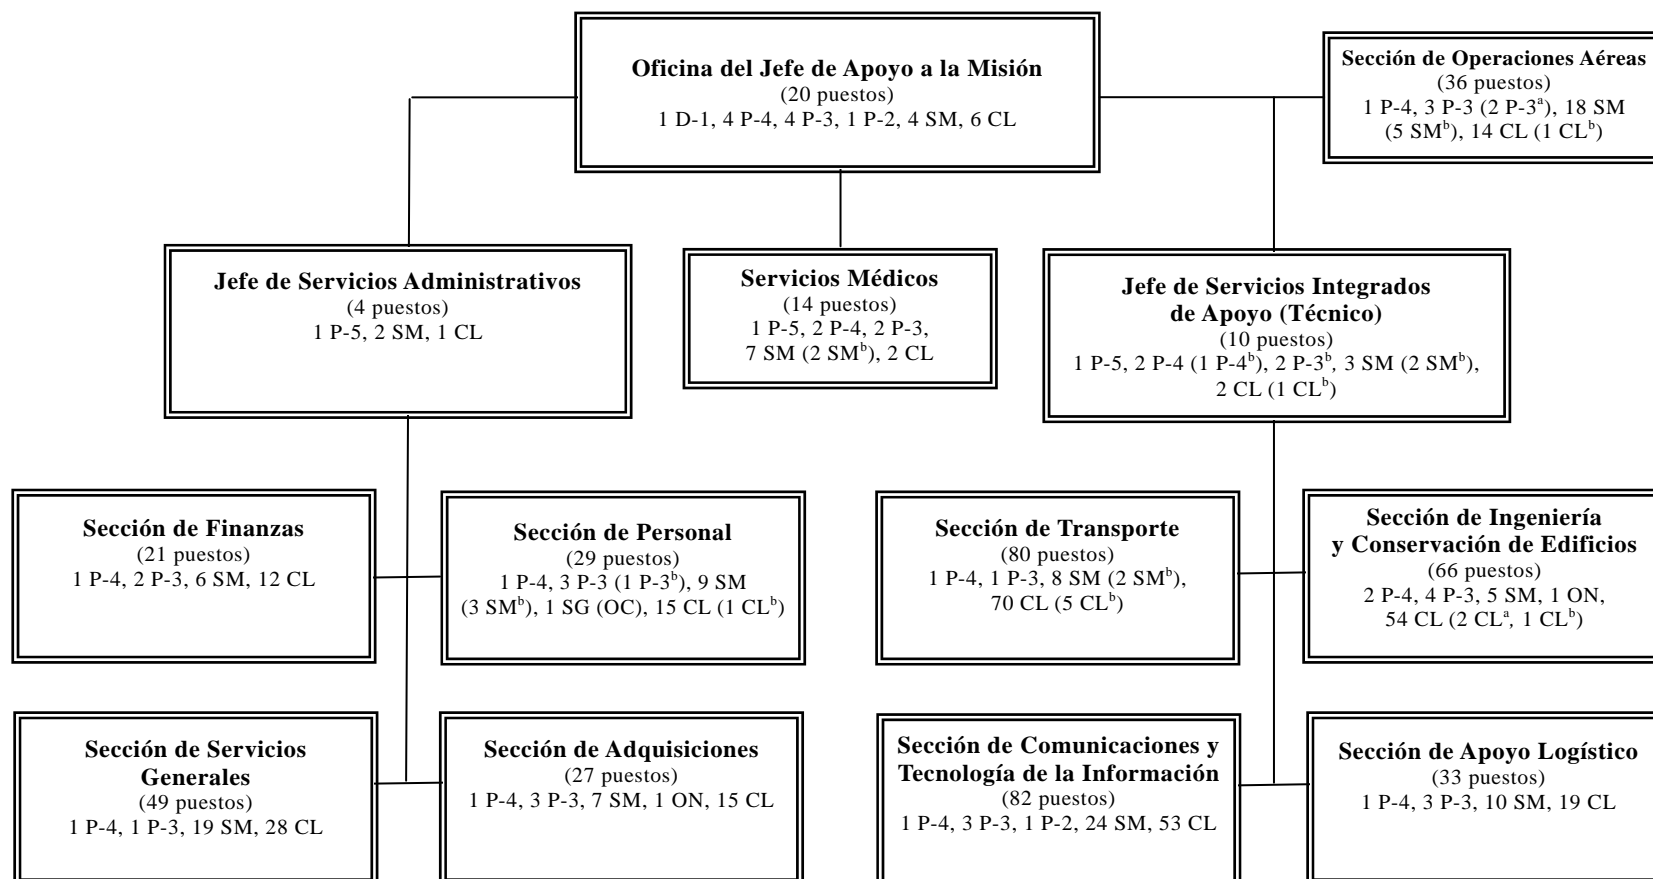 Oficina del Jefe de Apoyo a la Misión
(20 puestos)
1 D-1, 4 P-4, 4 P-3, 1 P-2, 4 SM, 6 CL
Sección de Operaciones Aéreas
(36 puestos)
1 P-4, 3 P-3 (2 P-3ª), 18 SM
(5 SMᵇ), 14 CL (1 CLᵇ)
Jefe de Servicios Administrativos
(4 puestos)
1 P-5, 2 SM, 1 CL
Servicios Médicos
(14 puestos)
1 P-5, 2 P-4, 2 P-3,
7 SM (2 SMᵇ), 2 CL
Jefe de Servicios Integrados
de Apoyo (Técnico)
(10 puestos)
1 P-5, 2 P-4 (1 P-4ᵇ), 2 P-3ᵇ, 3 SM (2 SMᵇ),
2 CL (1 CLᵇ)
Sección de Finanzas
(21 puestos)
1 P-4, 2 P-3, 6 SM, 12 CL
Sección de Personal
(29 puestos)
1 P-4, 3 P-3 (1 P-3ᵇ), 9 SM
(3 SMᵇ), 1 SG (OC), 15 CL (1 CLᵇ)
Sección de Transporte
(80 puestos)
1 P-4, 1 P-3, 8 SM (2 SMᵇ),
70 CL (5 CLᵇ)
Sección de Ingeniería
y Conservación de Edificios
(66 puestos)
2 P-4, 4 P-3, 5 SM, 1 ON,
54 CL (2 CLª, 1 CLᵇ)
Sección de Servicios
Generales
(49 puestos)
1 P-4, 1 P-3, 19 SM, 28 CL
Sección de Adquisiciones
(27 puestos)
1 P-4, 3 P-3, 7 SM, 1 ON, 15 CL
Sección de Comunicaciones y
Tecnología de la Información
(82 puestos)
1 P-4, 3 P-3, 1 P-2, 24 SM, 53 CL
Sección de Apoyo Logístico
(33 puestos)
1 P-4, 3 P-3, 10 SM, 19 CL